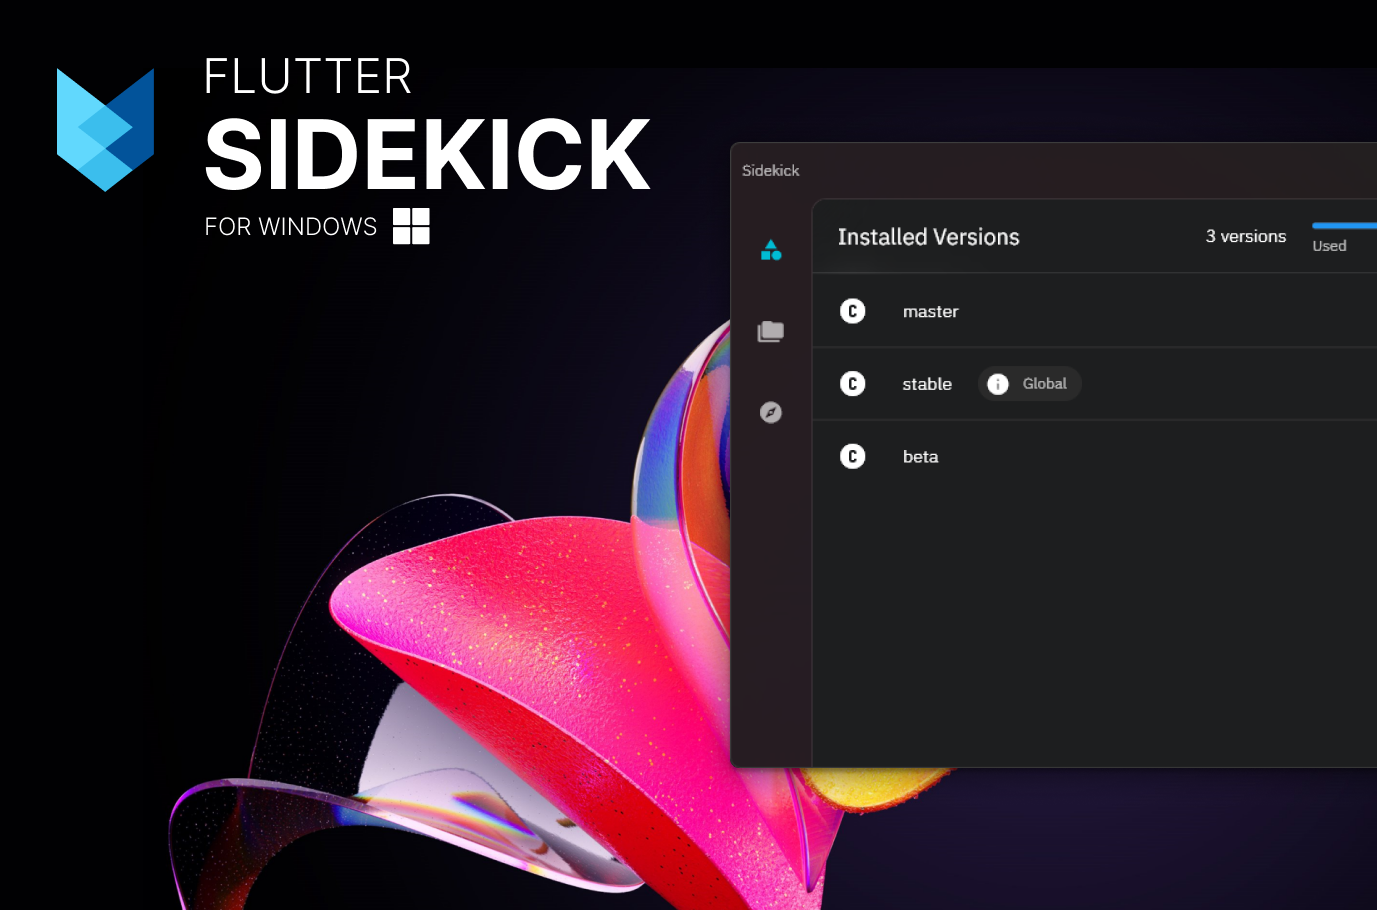 FLUTTER
SIDEKICK
FOR WINDOWS
Sidekick
Installed Versions
3 versions
Used
C master
C stable
i Global
C beta